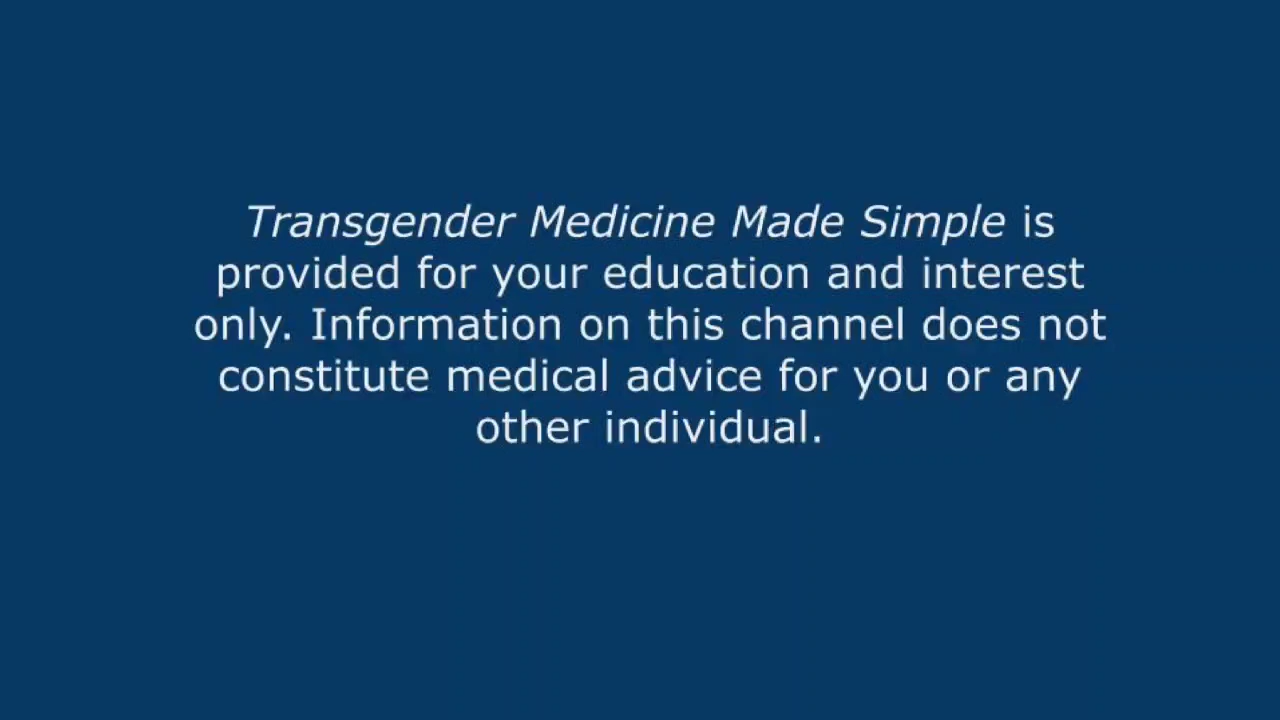 Transgender Medicine Made Simple is
provided for your education and interest
only. Information on this channel does not
constitute medical advice for you or any
other individual.